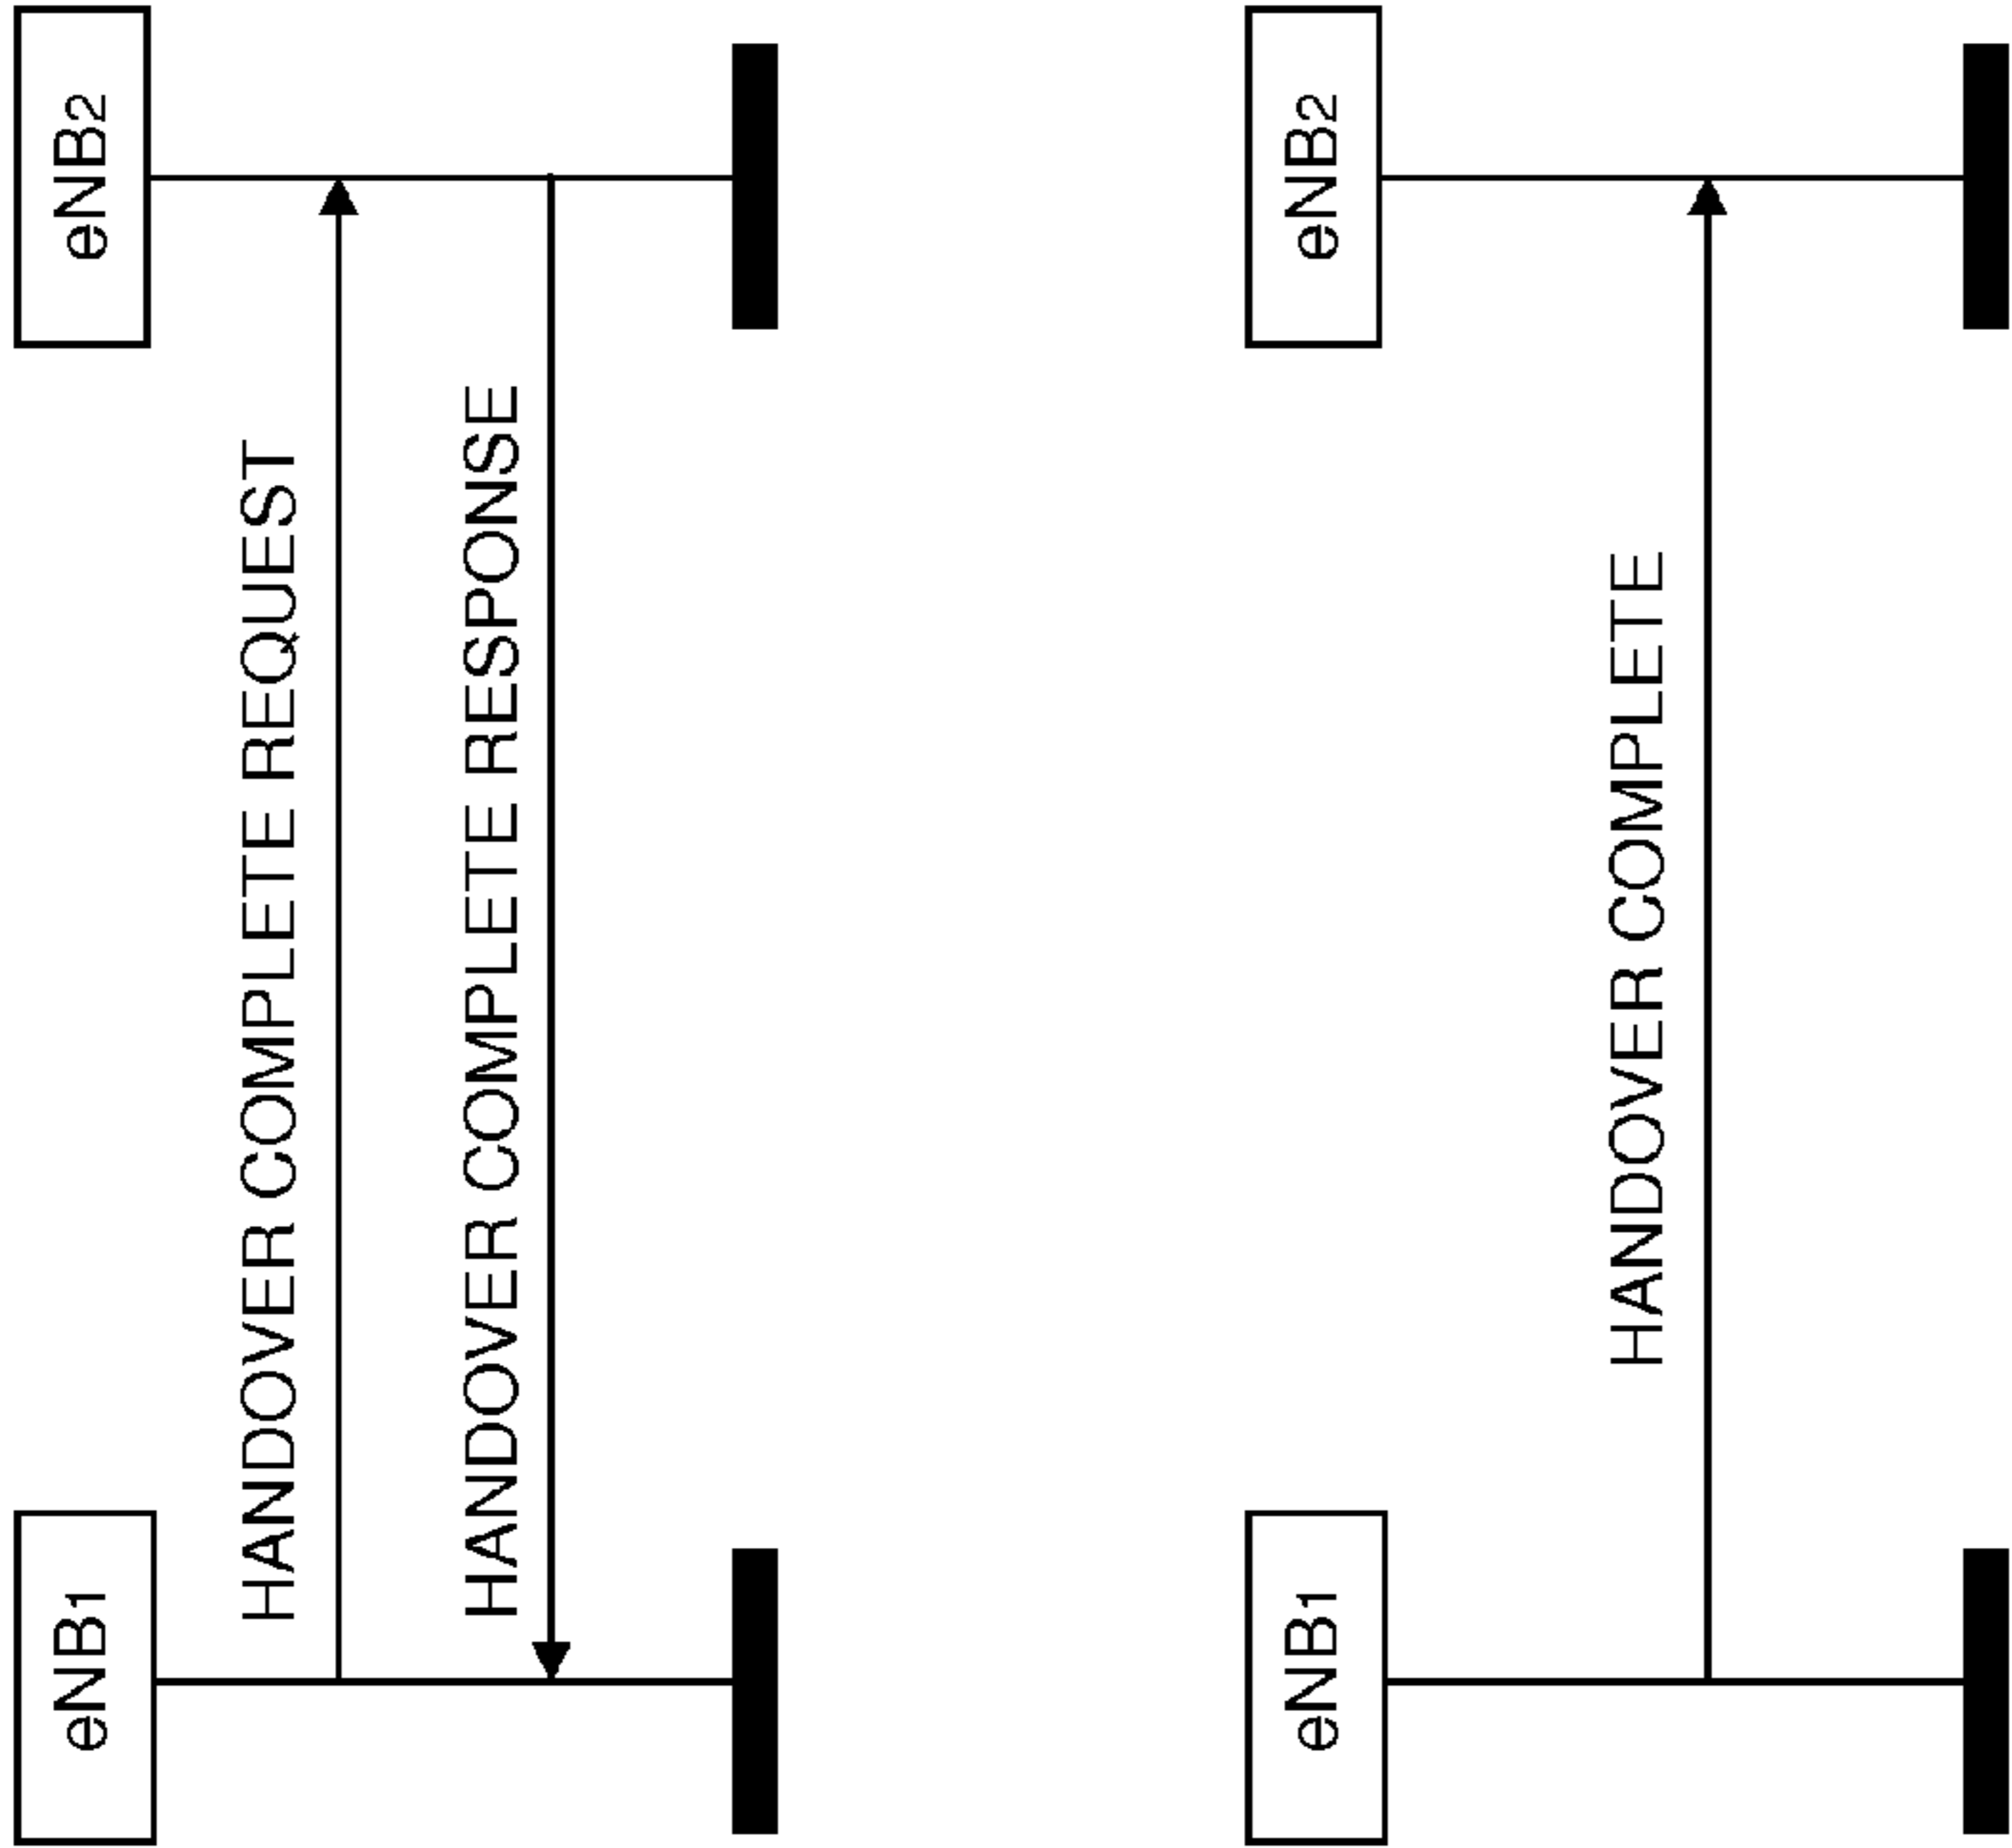 eNB1
eNB2
HANDOVER COMPLETE REQUEST
HANDOVER COMPLETE RESPONSE
eNB1
eNB2
HANDOVER COMPLETE